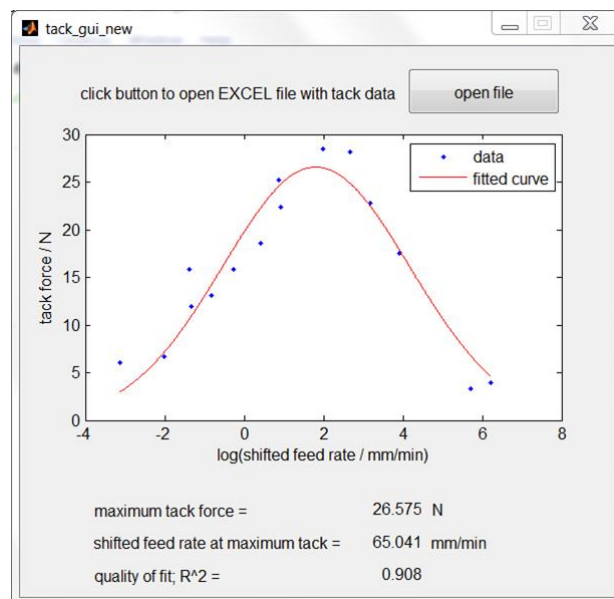 tack_gui_new
click button to open EXCEL file with tack data
open file
30
25
20
15
10
5
0
tack force / N
data
fitted curve
-4 -2 0 2 4 6 8
log(shifted feed rate / mm/min)
maximum tack force = 26.575 N
shifted feed rate at maximum tack = 65.041 mm/min
quality of fit; R^2 = 0.908